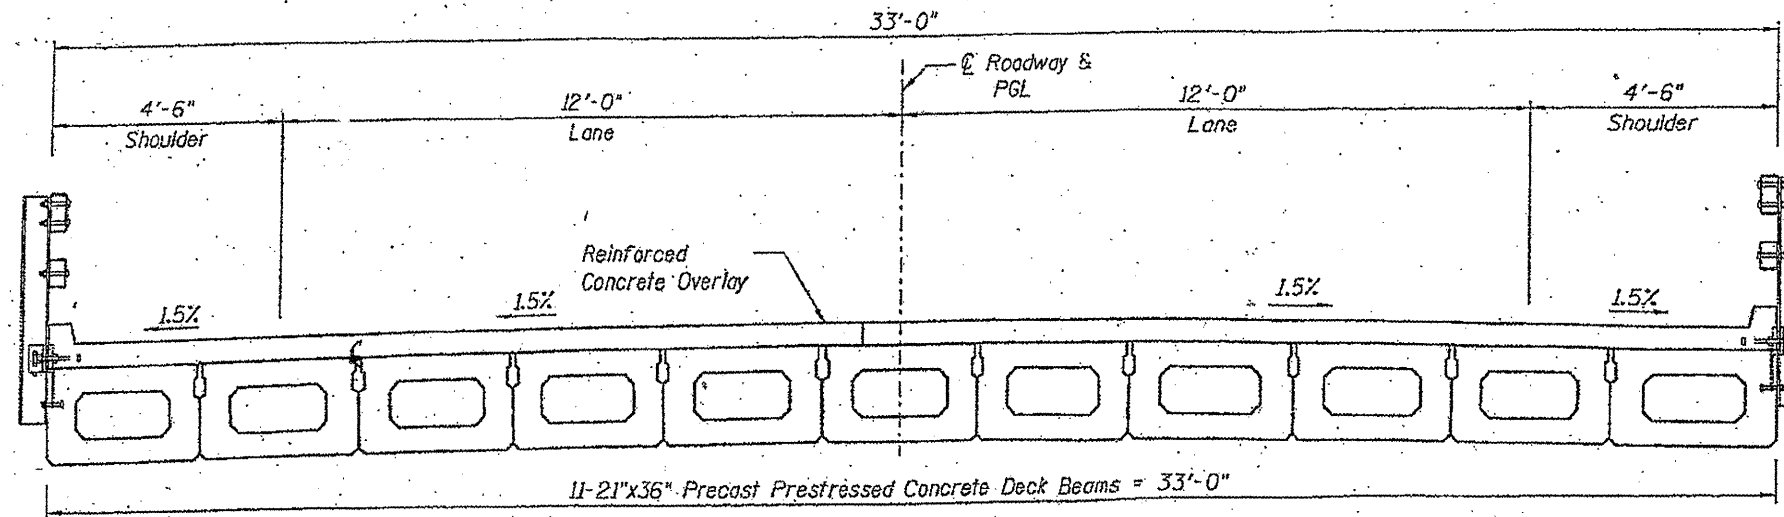 33'-0"
℄ Roadway &
PGL
4'-6"
Shoulder
12'-0"
Lane
12'-0"
Lane
4'-6"
Shoulder
Reinforced
Concrete Overlay
1.5%
1.5%
1.5%
1.5%
11-21"x36" Precast Prestressed Concrete Deck Beams = 33'-0"